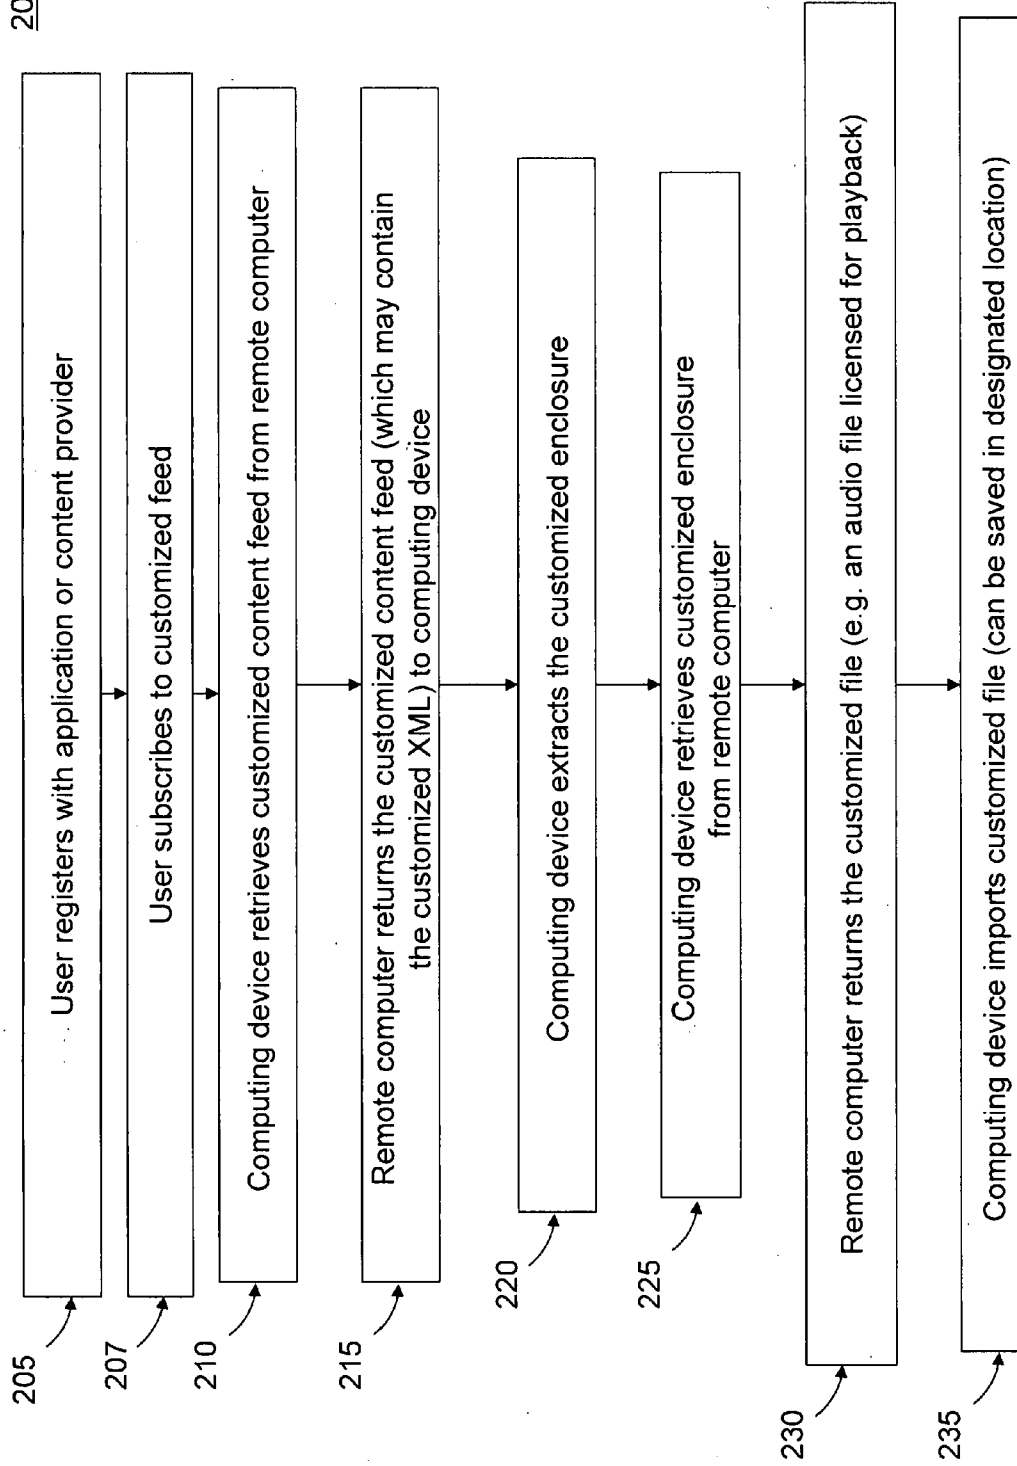 205
User registers with application or content provider
207
User subscribes to customized feed
210
Computing device retrieves customized content feed from remote computer
215
Remote computer returns the customized content feed (which may contain
the customized XML) to computing device
220
Computing device extracts the customized enclosure
225
Computing device retrieves customized enclosure
from remote computer
230
Remote computer returns the customized file (e.g. an audio file licensed for playback)
235
Computing device imports customized file (can be saved in designated location)